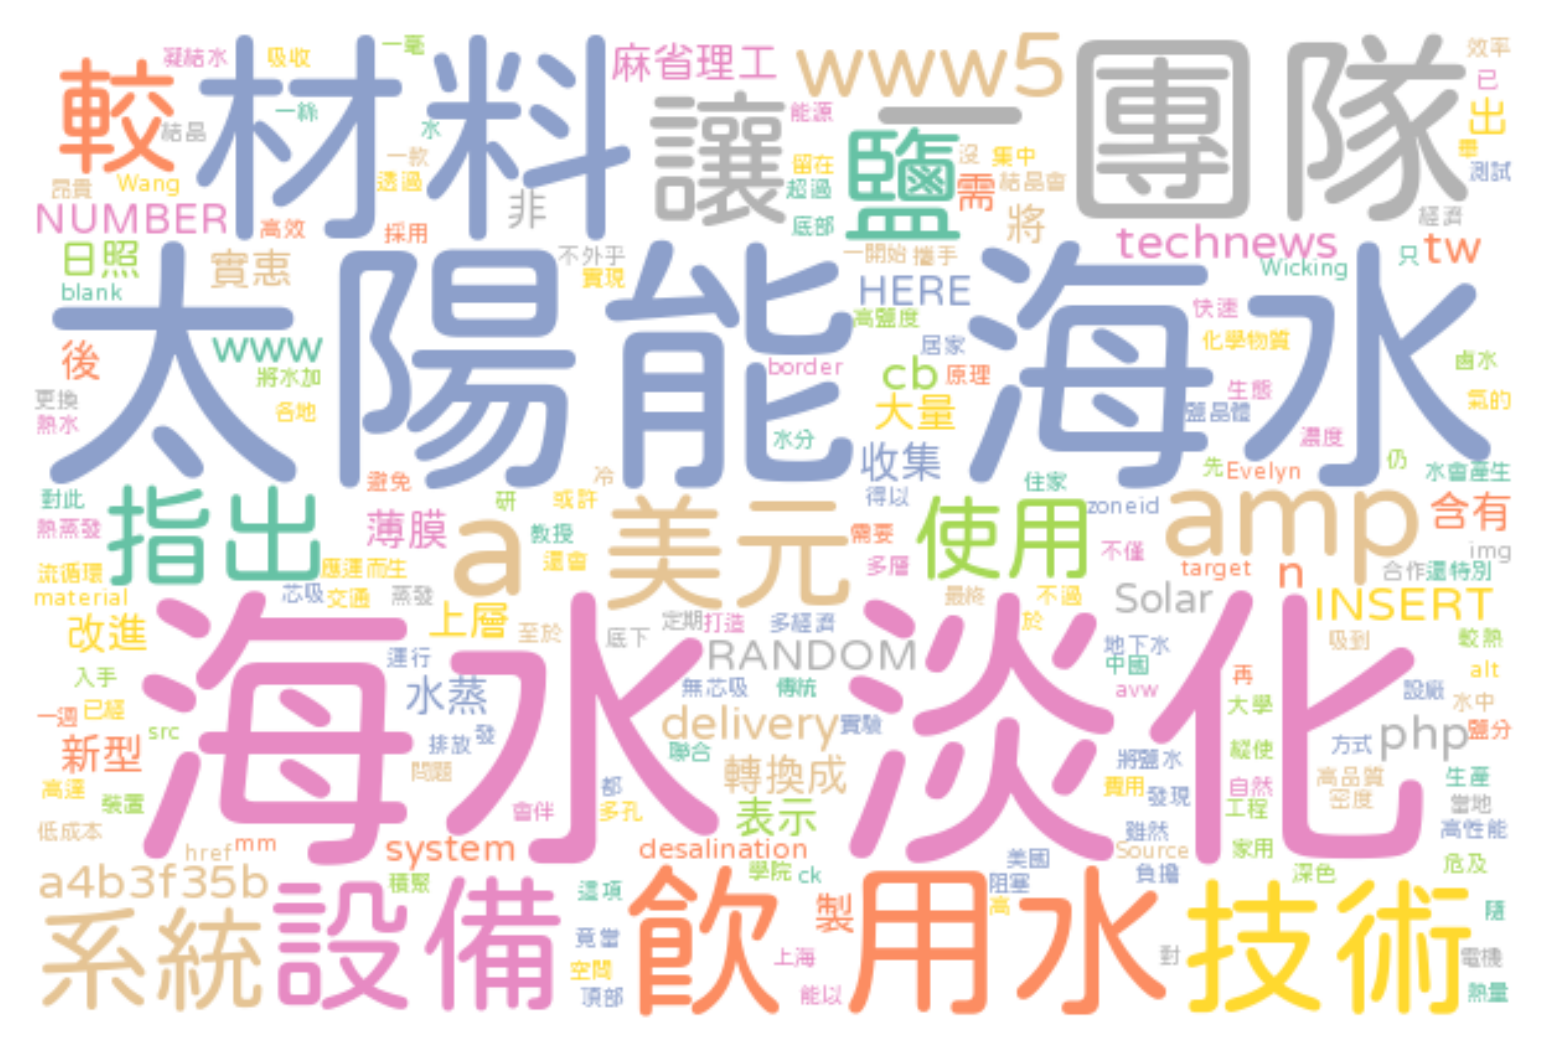 凝結水 吸收 一毫 麻省理工 www5 團隊 效率
較 材料 一絲 水 讓 能源 一 已 出
結晶 一款 鹽 沒 集中 畢
昂貴 Wang 透過 非 留在 超過 需 結晶會 測試
NUMBER 高效 採用 底部 將 經濟
日照 實惠 不外乎 一開始 攜手 technews 只 tw
blank 實現 HERE Wicking
太陽能 海水
後 www 高鹽度 快速
將水加 border 居家 化學物質 鹵水
更換 各地 cb 原理 生態 氣的
熱水 水分 大量 鹽晶體 濃度
收集 先 Evelyn 仍 水會產生
對此 指出 避免 冷 研 或許 得以 住家 zoneid amp 含有
熱蒸發 薄膜 a 教授 美元 需要 使用 不僅 img
流循環 應運而生 還會 多層 target n 合作 還特別
material 芯吸 交通 蒸發 最終 不過 Solar INSERT
改進 上層 至於 底下 定期 打造 多經濟 於 地下水 吸到 較熱
海水淡化
入手 運行 RANDOM 中國 再 alt
一週 已經 水蒸 無芯吸 傳統 avw 大學 設廠 水中
src delivery 實驗 php 鹽分
新型 排放 發 聯合 將鹽水 縱使 方式
高達 裝置 問題 轉換成 費用 發現 自然 高品質 生產
會伴 都 多孔 表示 工程 密度 當地
低成本 雖然 高性能
href mm system desalination Source 家用
a4b3f35b 積聚 學院 ck 美國 負擔 深色 危及
系統 設備 這項 飲用水 阻塞 技術
竟當 製 高 隨
空間 上海 對 電機
頂部 能以 熱量